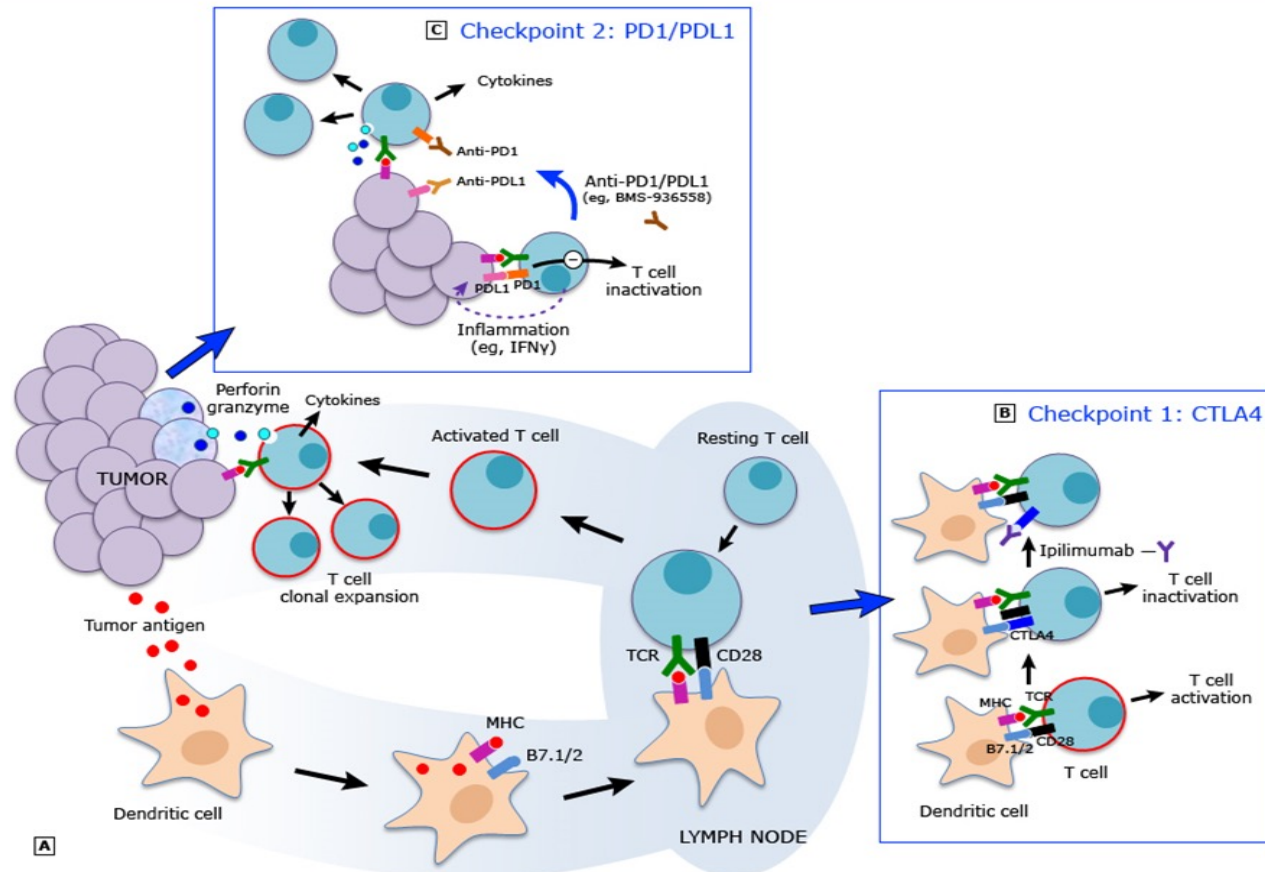 C Checkpoint 2: PD1/PDL1
Cytokines
Anti-PD1
Anti-PDL1
Anti-PD1/PDL1
(eg, BMS-936558)
PDL1
PD1
T cell
inactivation
Inflammation
(eg, IFNγ)
Perforin
granzyme
Cytokines
TUMOR
Activated T cell
Resting T cell
T cell
clonal expansion
Tumor antigen
TCR
CD28
MHC
B7.1/2
Dendritic cell
LYMPH NODE
A
B Checkpoint 1: CTLA4
Ipilimumab
T cell
inactivation
CTLA4
T cell
activation
MHC
TCR
B7.1/2
CD28
T cell
Dendritic cell